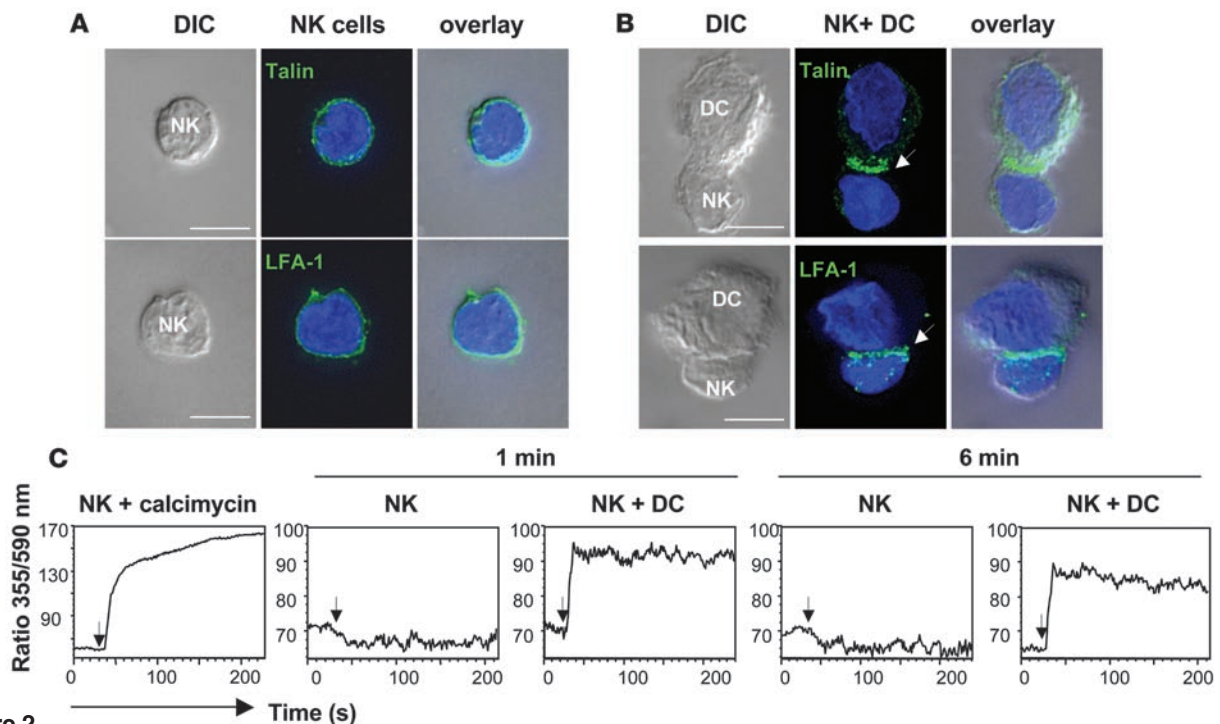 A DIC NK cells overlay
B DIC NK+ DC overlay
NK
Talin
DC
NK
Talin
NK
LFA-1
DC
NK
LFA-1
C 1 min 6 min
NK + calcimycin NK NK + DC NK NK + DC
Ratio 355/590 nm
170
130
90
0 100 200
100
90
80
70
0 100 200
100
90
80
70
0 100 200
100
90
80
70
0 100 200
100
90
80
70
0 100 200
Time (s)